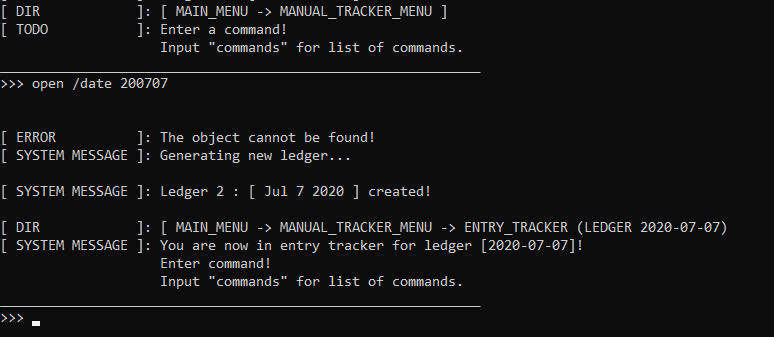 [ DIR ]: [ MAIN_MENU -> MANUAL_TRACKER_MENU ]
[ TODO ]: Enter a command!
Input "commands" for list of commands.
____________________________________________________________
>>> open /date 200707
[ ERROR ]: The object cannot be found!
[ SYSTEM MESSAGE ]: Generating new ledger...
[ SYSTEM MESSAGE ]: Ledger 2 : [ Jul 7 2020 ] created!
[ DIR ]: [ MAIN_MENU -> MANUAL_TRACKER_MENU -> ENTRY_TRACKER (LEDGER 2020-07-07)
[ SYSTEM MESSAGE ]: You are now in entry tracker for ledger [2020-07-07]!
Enter command!
Input "commands" for list of commands.
____________________________________________________________
>>>